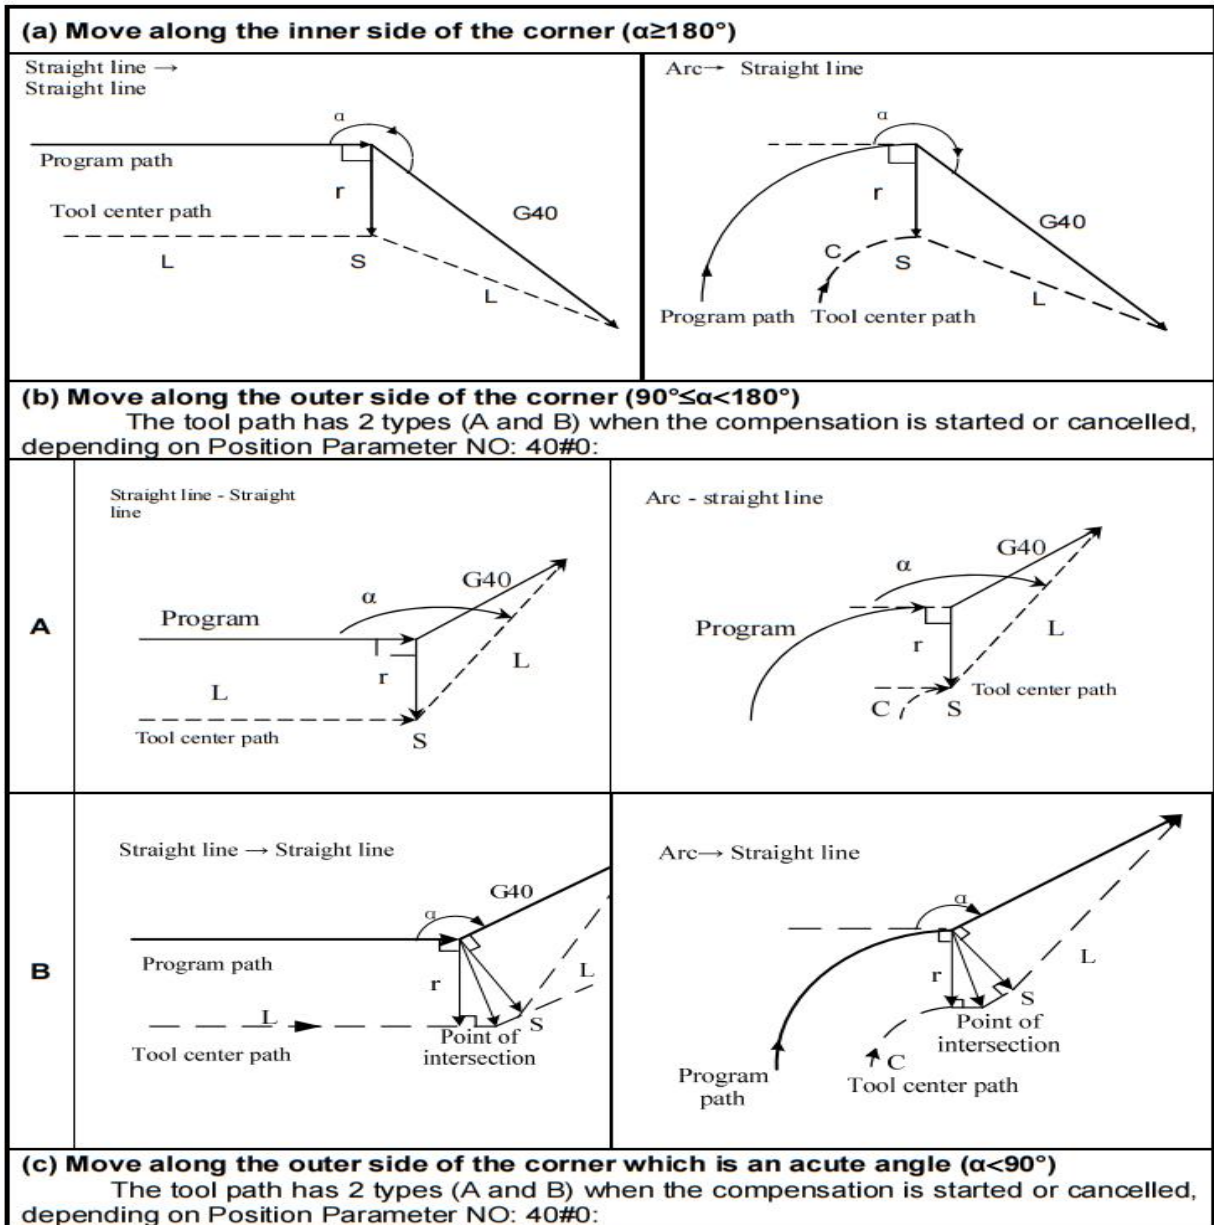 (a) Move along the inner side of the corner (α≥180°)
Straight line →
Straight line
α
Program path
r
Tool center path
G40
L
S
L
Arc→ Straight line
α
r
G40
C
S
L
Program path
Tool center path
(b) Move along the outer side of the corner (90°≤α<180°)
The tool path has 2 types (A and B) when the compensation is started or cancelled,
depending on Position Parameter NO: 40#0:
A
Straight line - Straight
line
G40
α
Program
L
r
L
Tool center path
S
Arc - straight line
G40
α
Program
r
L
Tool center path
C
S
B
Straight line → Straight line
G40
α
Program path
r
L
L
S
Point of
intersection
Tool center path
Arc→ Straight line
α
L
r
S
Point of
intersection
C
Program
path
Tool center path
(c) Move along the outer side of the corner which is an acute angle (α<90°)
The tool path has 2 types (A and B) when the compensation is started or cancelled,
depending on Position Parameter NO: 40#0: